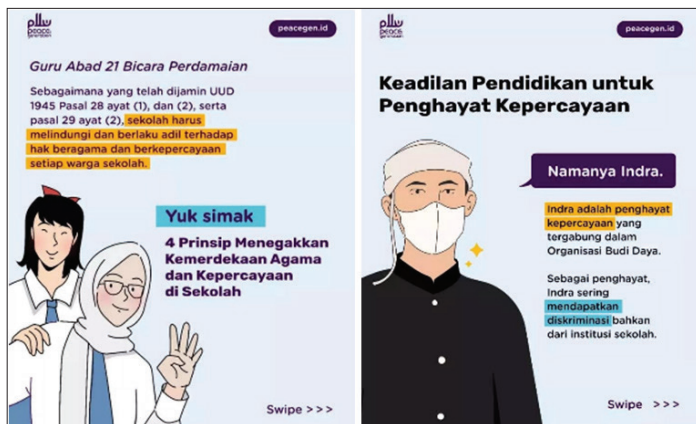 peace
generation
peacegen.id
Guru Abad 21 Bicara Perdamaian
Sebagaimana yang telah dijamin UUD
1945 Pasal 28 ayat (1), dan (2), serta
pasal 29 ayat (2), sekolah harus
melindungi dan berlaku adil terhadap
hak beragama dan berkepercayaan
setiap warga sekolah.
Yuk simak
4 Prinsip Menegakkan
Kemerdekaan Agama
dan Kepercayaan
di Sekolah
Swipe >>>
peace
generation
peacegen.id
Keadilan Pendidikan untuk
Penghayat Kepercayaan
Namanya Indra.
Indra adalah penghayat
kepercayaan yang
tergabung dalam
Organisasi Budi Daya.
Sebagai penghayat,
Indra sering
mendapatkan
diskriminasi bahkan
dari institusi sekolah.
Swipe >>>